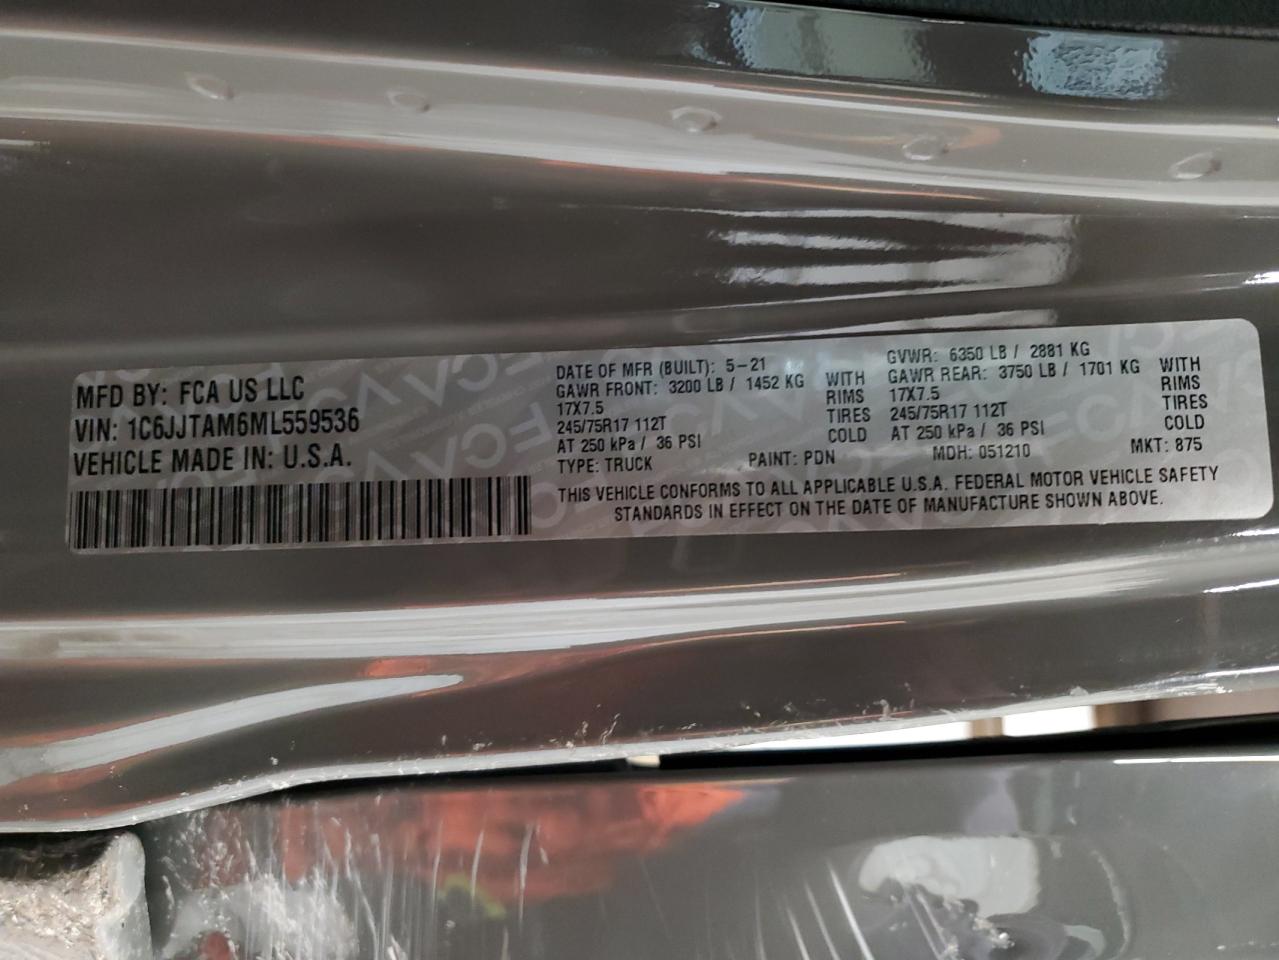 MFD BY: FCA US LLC
VIN: 1C6JJTAM6ML559536
VEHICLE MADE IN: U.S.A.
DATE OF MFR (BUILT): 5-21
GAWR FRONT: 3200 LB / 1452 KG WITH
17X7.5 RIMS
245/75R17 112T TIRES
AT 250 kPa / 36 PSI COLD
TYPE: TRUCK PAINT: PDN MDH: 051210 MKT: 875
GVWR: 6350 LB / 2881 KG
GAWR REAR: 3750 LB / 1701 KG WITH
17X7.5 RIMS
245/75R17 112T TIRES
AT 250 kPa / 36 PSI COLD
THIS VEHICLE CONFORMS TO ALL APPLICABLE U.S.A. FEDERAL MOTOR VEHICLE SAFETY
STANDARDS IN EFFECT ON THE DATE OF MANUFACTURE SHOWN ABOVE.